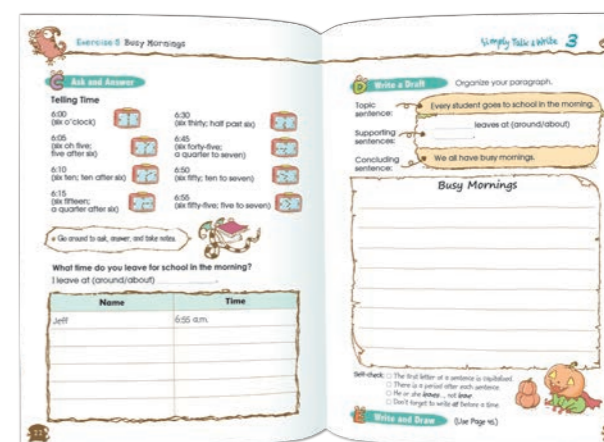 Exercise 5 Busy Mornings
C Ask and Answer
Telling Time
6:00
(six o'clock)
6:05
(six oh five;
five after six)
6:10
(six ten; ten after six)
6:15
(six fifteen;
a quarter after six)
6:30
(six thirty; half past six)
6:45
(six forty-five;
a quarter to seven)
6:50
(six fifty; ten to seven)
6:55
(six fifty-five; five to seven)
Go around to ask, answer, and take notes.
What time do you leave for school in the morning?
I leave at (around/about) ________.
Name Time
Jeff 6:55 a.m.
22
Simply Talk & Write 3
D Write a Draft Organize your paragraph.
Topic
sentence:
Every student goes to school in the morning.
Supporting
sentences:
________ leaves at (around/about)
________.
Concluding
sentence:
We all have busy mornings.
Busy Mornings
Self-check: The first letter of a sentence is capitalized.
There is a period after each sentence.
He or she leaves..., not leave.
Don't forget to write at before a time.
E Write and Draw (Use Page 46.)